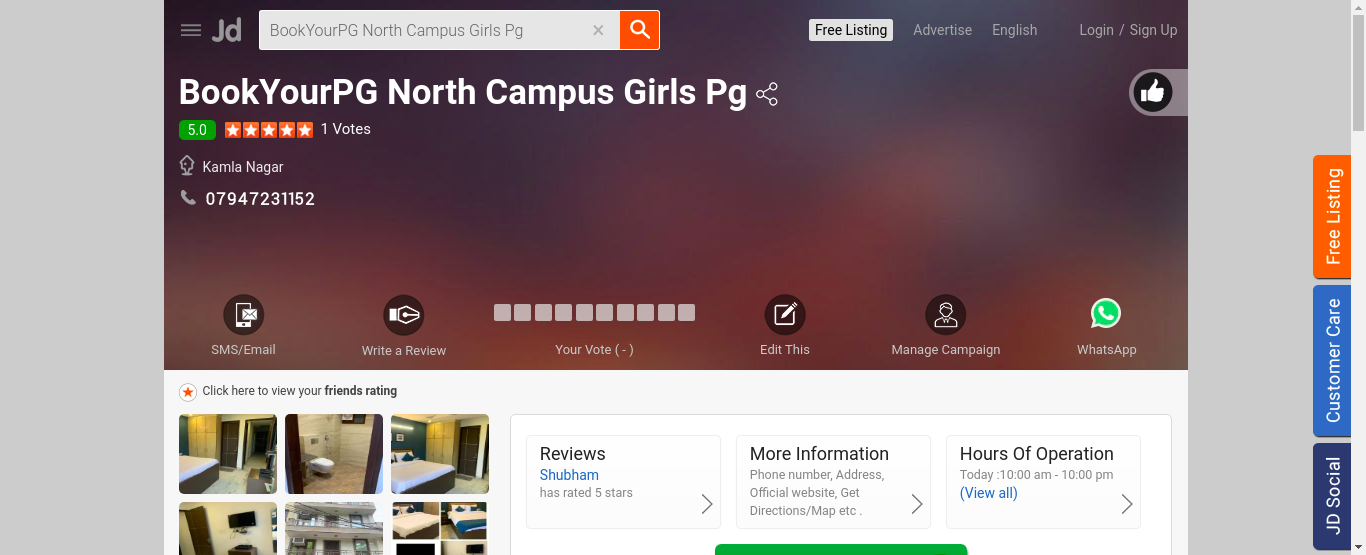 Jd
BookYourPG North Campus Girls Pg
Free Listing
Advertise
English
Login / Sign Up
BookYourPG North Campus Girls Pg
5.0
1 Votes
Kamla Nagar
07947231152
SMS/Email
Write a Review
Your Vote ( - )
Edit This
Manage Campaign
WhatsApp
Click here to view your friends rating
Reviews
Shubham
has rated 5 stars
More Information
Phone number, Address,
Official website, Get
Directions/Map etc .
Hours Of Operation
Today :10:00 am - 10:00 pm
(View all)
Free Listing
Customer Care
JD Social